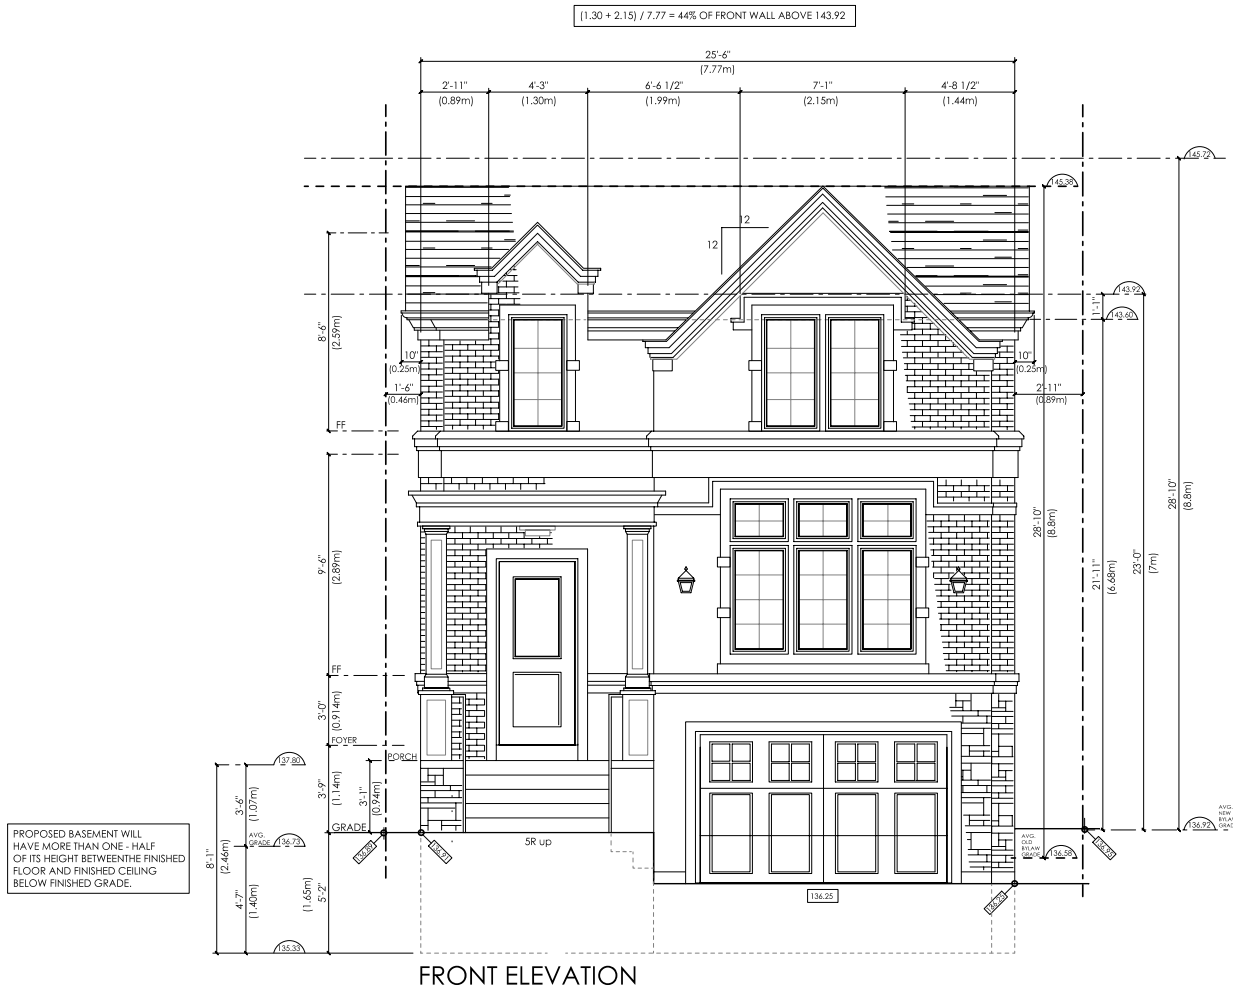 (1.30 + 2.15) / 7.77 = 44% OF FRONT WALL ABOVE 143.92
25'-6"
(7.77m)
2'-11"
(0.89m)
4'-3"
(1.30m)
6'-6 1/2"
(1.99m)
7'-1"
(2.15m)
4'-8 1/2"
(1.44m)
145.72
145.38
12
12
143.92
1'-1"
143.60
8'-6"
(2.59m)
10"
(0.25m)
10"
(0.25m)
1'-6"
(0.46m)
2'-11"
(0.89m)
FF
9'-6"
(2.89m)
28'-10"
(8.8m)
28'-10"
(8.8m)
21'-11"
(6.68m)
23'-0"
(7m)
FF
3'-0"
(0.914m)
FOYER
PORCH
137.80
3'-9"
(1.14m)
3'-1"
(0.94m)
3'-6"
(1.07m)
GRADE
AVG.
GRADE
136.73
8'-1"
(2.46m)
PROPOSED BASEMENT WILL
HAVE MORE THAN ONE - HALF
OF ITS HEIGHT BETWEENTHE FINISHED
FLOOR AND FINISHED CEILING
BELOW FINISHED GRADE.
136.91
5R up
AVG.
OLD
BYLAW
GRADE
136.58
136.92
AVG.
NEW
136.25
4'-7"
(1.40m)
5'-2"
(1.65m)
135.33
FRONT ELEVATION